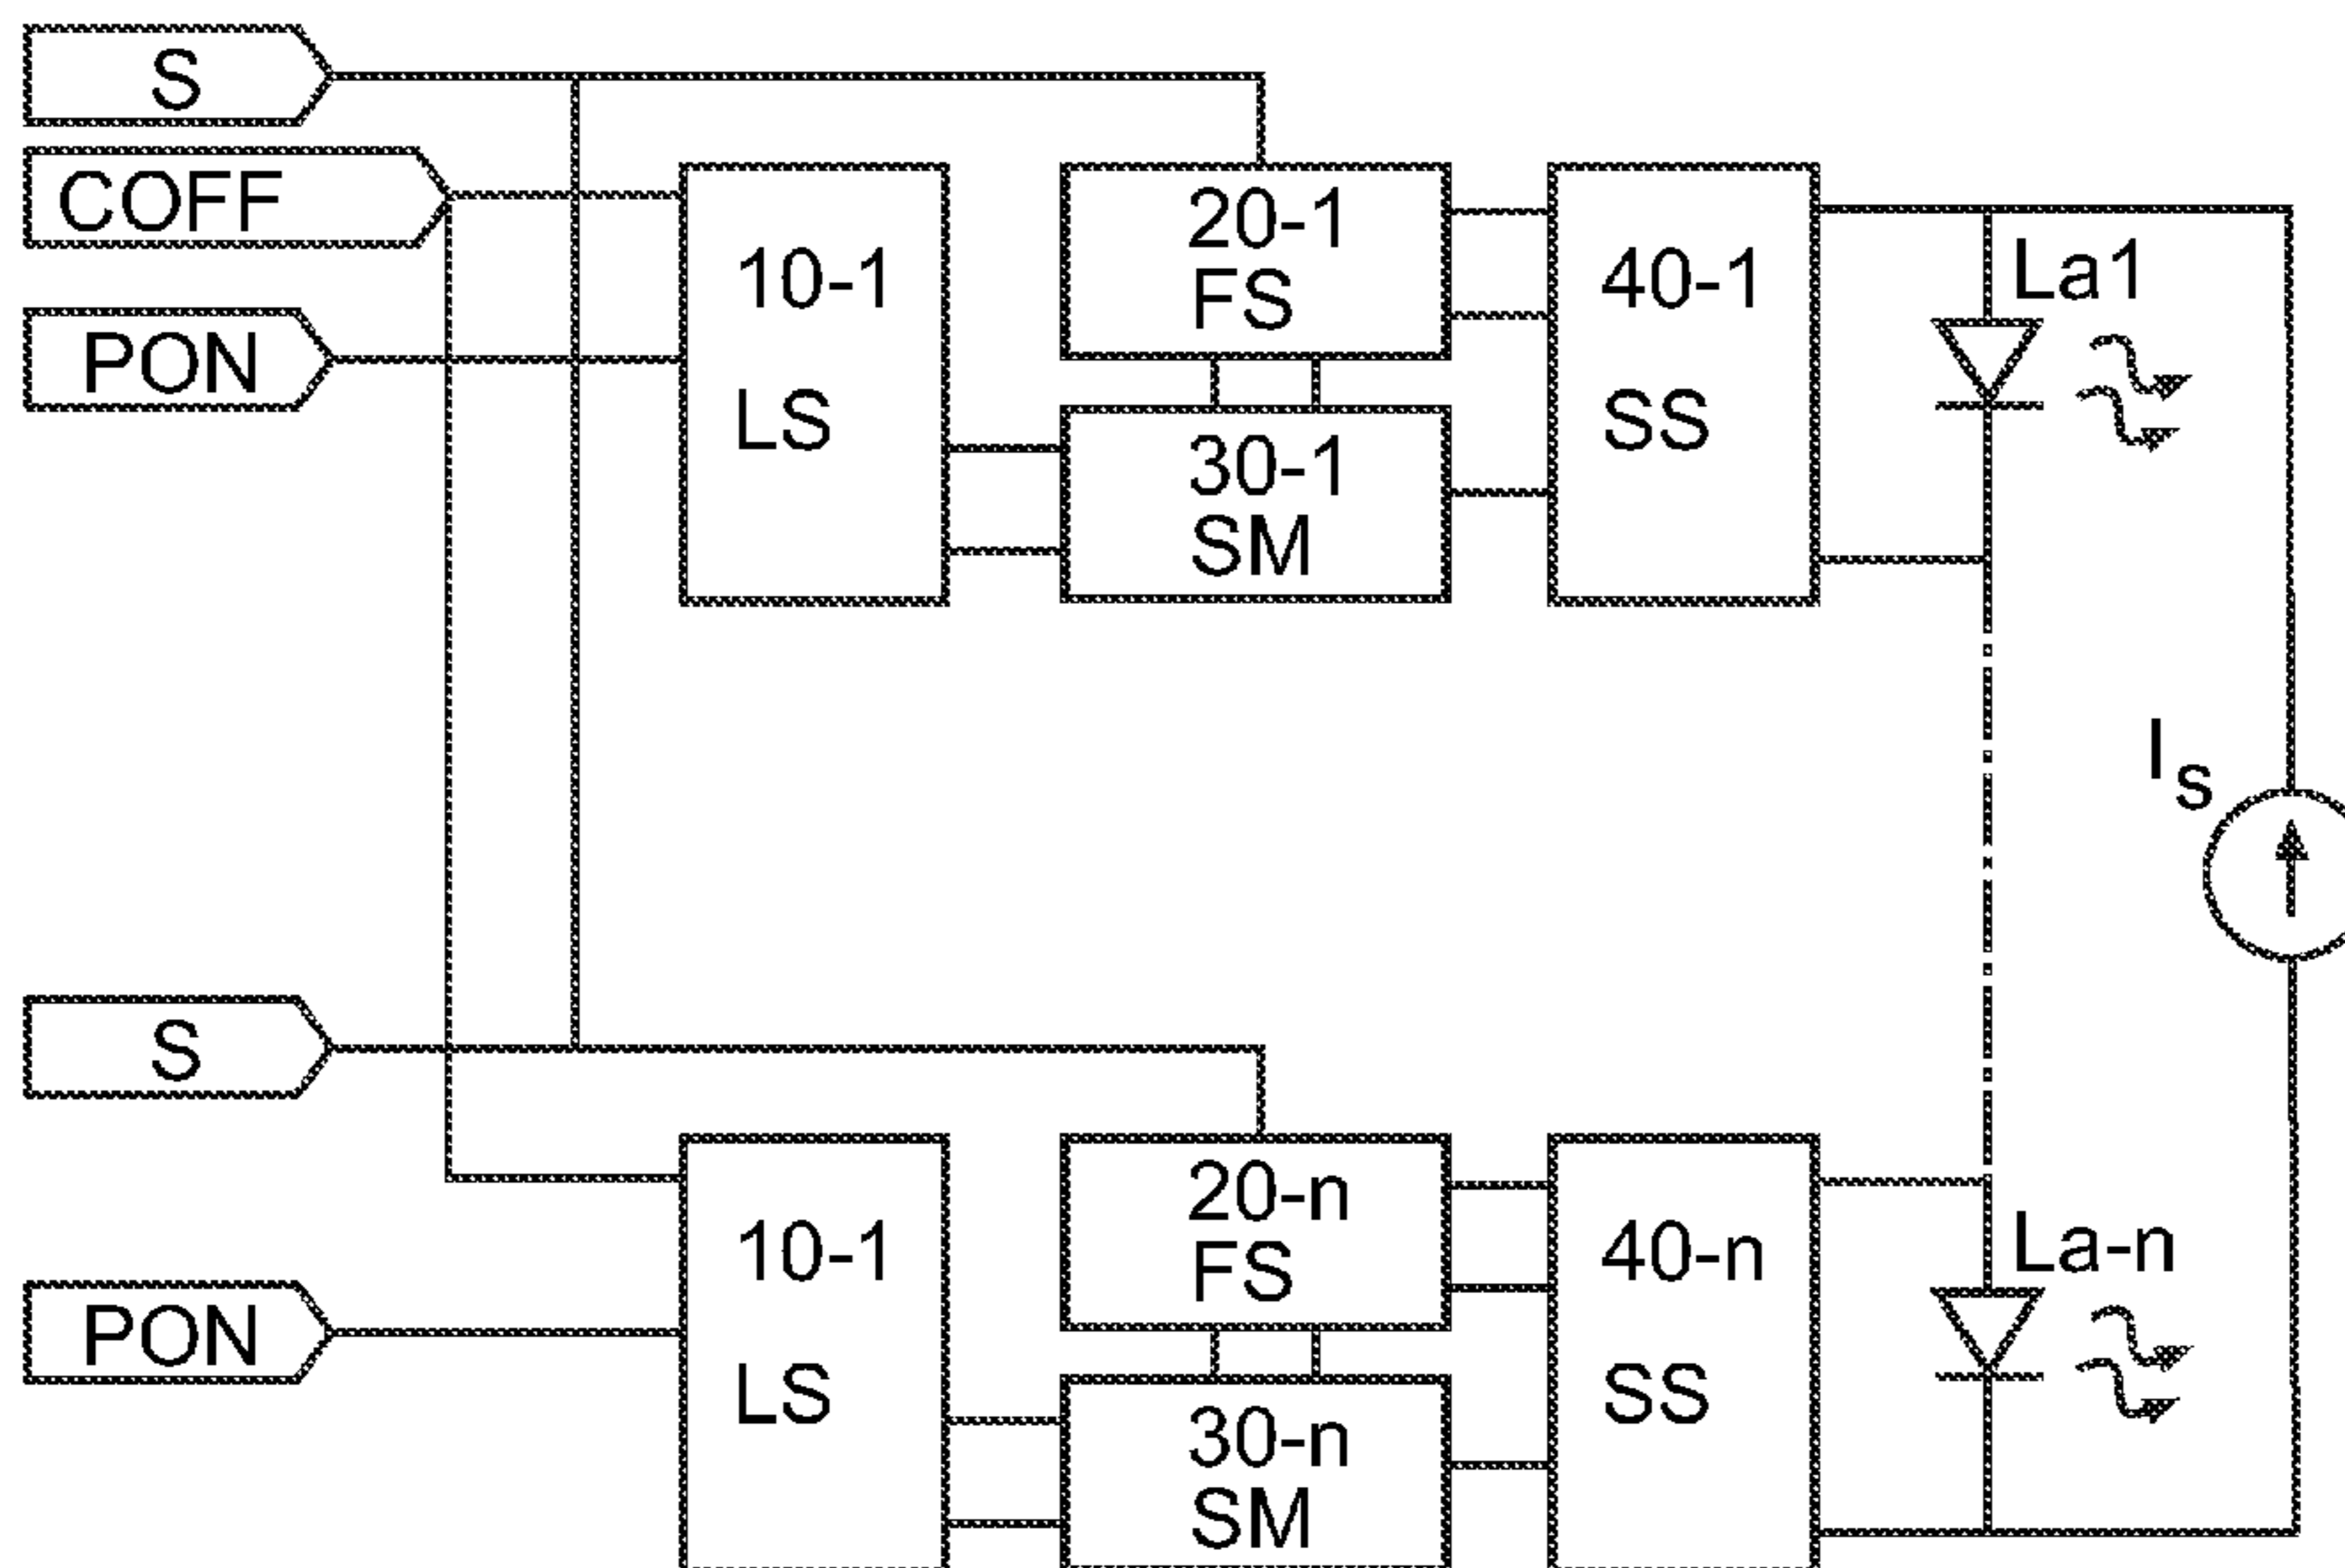 S
COFF
PON
10-1
LS
20-1
FS
30-1
SM
40-1
SS
La1
Is
S
PON
10-1
LS
20-n
FS
30-n
SM
40-n
SS
La-n